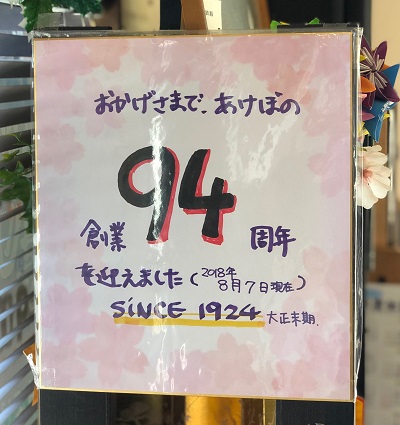 おかげさまで、あけぼの
94
創業 周年
を迎えました(2018年8月7日現在)
SINCE 1924 大正末期.